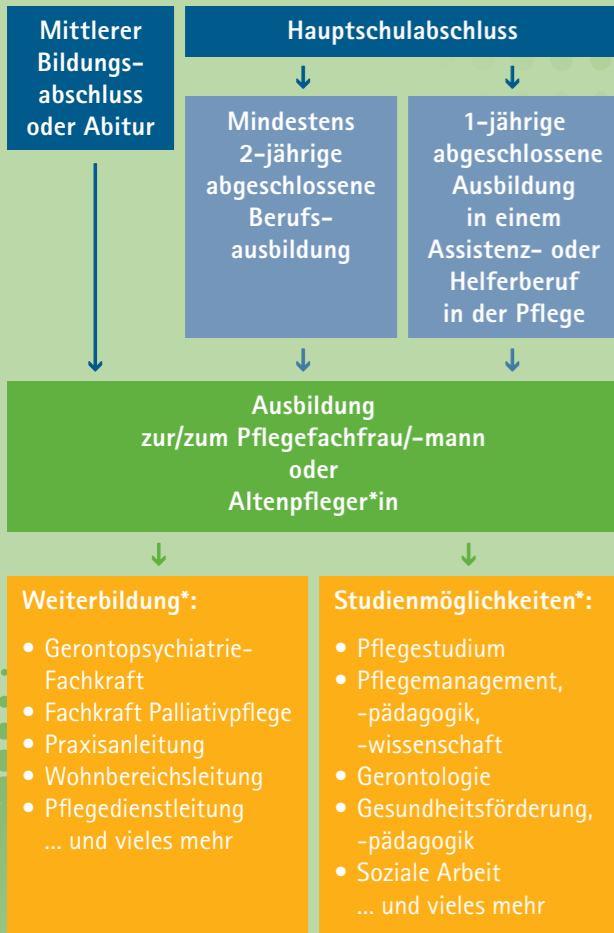 Mittlerer
Bildungs-
abschluss
oder Abitur
Hauptschulabschluss
Mindestens
2-jährige
abgeschlossene
Berufs-
ausbildung
1-jährige
abgeschlossene
Ausbildung
in einem
Assistenz- oder
Helferberuf
in der Pflege
Ausbildung
zur/zum Pflegefachfrau/-mann
oder
Altenpfleger*in
Weiterbildung*:
• Gerontopsychiatrie-
Fachkraft
• Fachkraft Palliativpflege
• Praxisanleitung
• Wohnbereichsleitung
• Pflegedienstleitung
... und vieles mehr
Studienmöglichkeiten*:
• Pflegestudium
• Pflegemanagement,
-pädagogik,
-wissenschaft
• Gerontologie
• Gesundheitsförderung,
-pädagogik
• Soziale Arbeit
... und vieles mehr